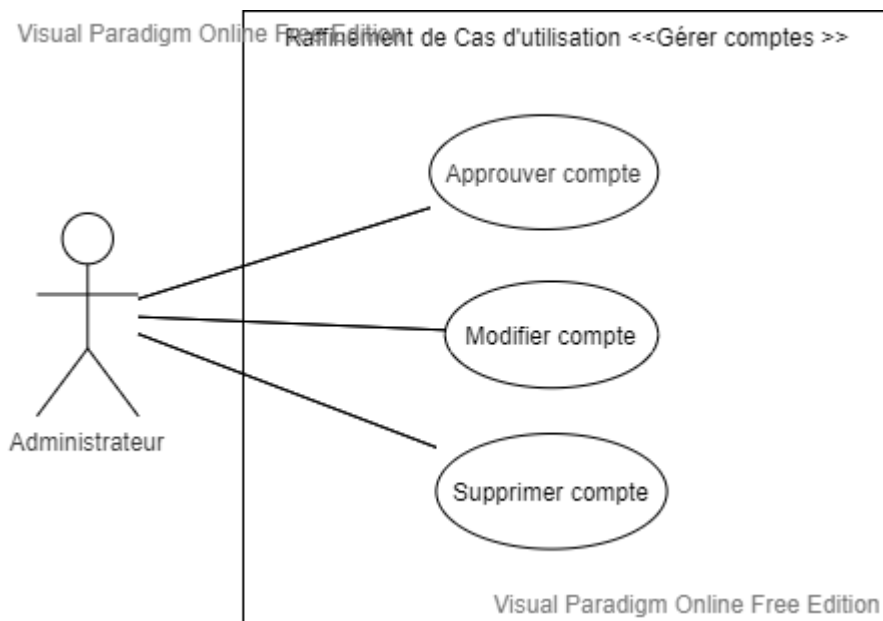 Visual Paradigm Online Free Edition
Raffinement de Cas d'utilisation <<Gérer comptes >>
Approuver compte
Modifier compte
Administrateur
Supprimer compte
Visual Paradigm Online Free Edition